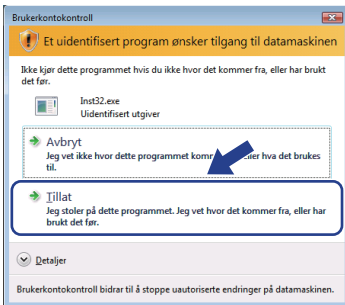 Brukerkontokontroll
Et uidentifisert program ønsker tilgang til datamaskinen
Ikke kjør dette programmet hvis du ikke hvor det kommer fra, eller har brukt
det før.
Inst32.exe
Uidentifisert utgiver
Avbryt
Jeg vet ikke hvor dette programmet kom eller hva det brukes
til.
Tillat
Jeg stoler på dette programmet. Jeg vet hvor det kommer fra, eller har
brukt det før.
Detaljer
Brukerkontokontroll bidrar til å stoppe uautoriserte endringer på datamaskinen.